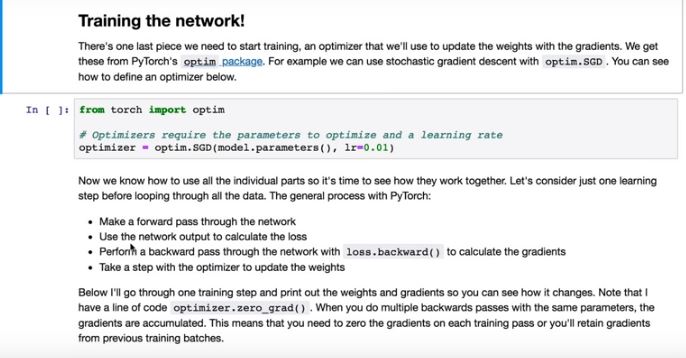 Training the network!
There's one last piece we need to start training, an optimizer that we'll use to update the weights with the gradients. We get
these from PyTorch's optim package. For example we can use stochastic gradient descent with optim.SGD. You can see
how to define an optimizer below.
In [ ]: from torch import optim
# Optimizers require the parameters to optimize and a learning rate
optimizer = optim.SGD(model.parameters(), lr=0.01)
Now we know how to use all the individual parts so it's time to see how they work together. Let's consider just one learning
step before looping through all the data. The general process with PyTorch:
• Make a forward pass through the network
• Use the network output to calculate the loss
• Perform a backward pass through the network with loss.backward() to calculate the gradients
• Take a step with the optimizer to update the weights
Below I'll go through one training step and print out the weights and gradients so you can see how it changes. Note that I
have a line of code optimizer.zero_grad(). When you do multiple backwards passes with the same parameters, the
gradients are accumulated. This means that you need to zero the gradients on each training pass or you'll retain gradients
from previous training batches.